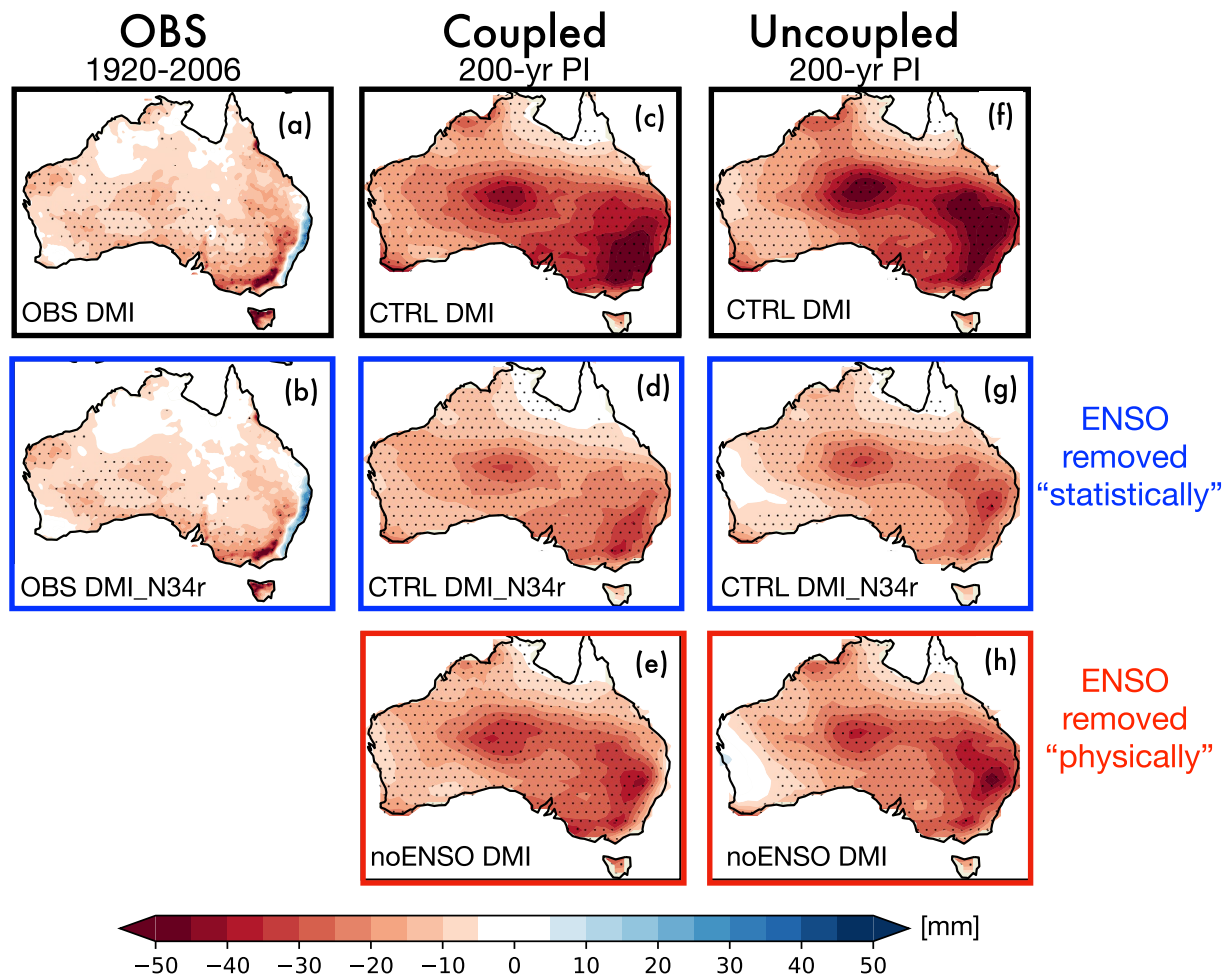 OBS
1920-2006
Coupled
200-yr PI
Uncoupled
200-yr PI
(a)
OBS DMI
(c)
CTRL DMI
(f)
CTRL DMI
(b)
OBS DMI_N34r
(d)
CTRL DMI_N34r
(g)
CTRL DMI_N34r
ENSO
removed
“statistically”
(e)
noENSO DMI
(h)
noENSO DMI
ENSO
removed
“physically”
[mm]
−50 −40 −30 −20 −10 0 10 20 30 40 50